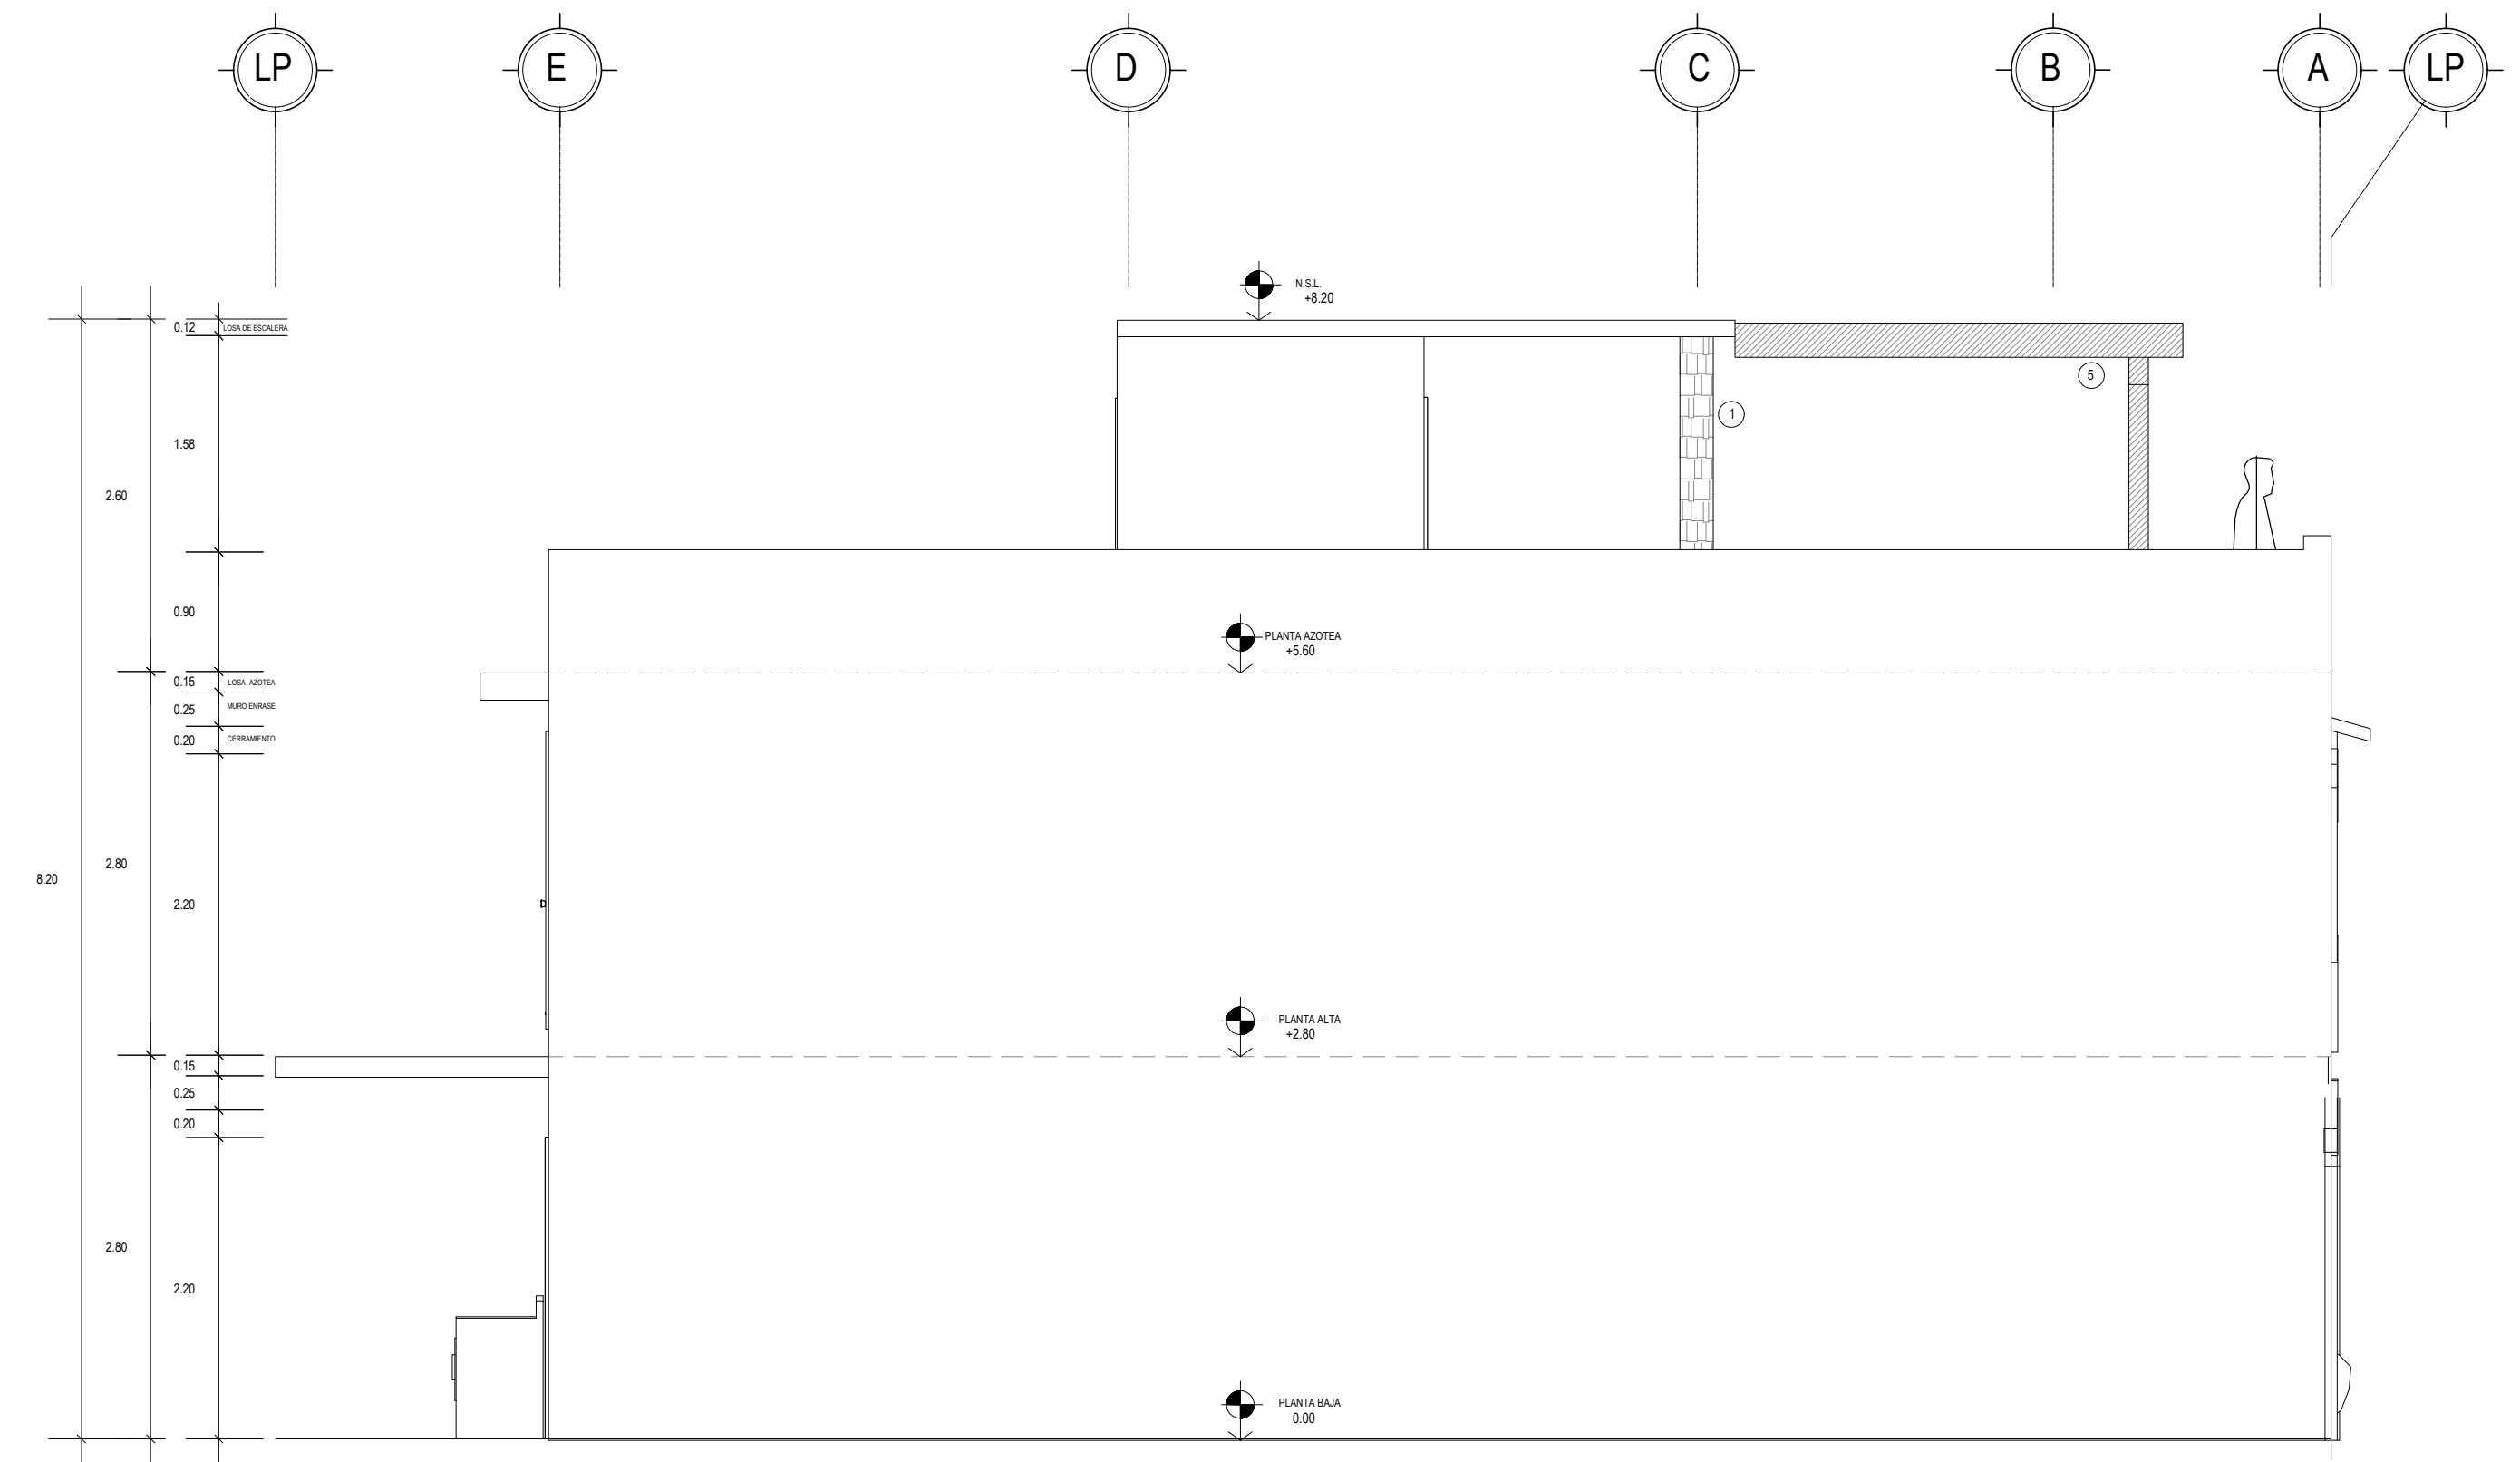 LP
E
D
C
B
A
LP
N.S.L.
+8.20
0.12
LOSA DE ESCALERA
5
1
1.58
2.60
0.90
PLANTA AZOTEA
+5.60
0.15
LOSA AZOTEA
0.25
MURO ENRASE
0.20
CERRAMIENTO
2.80
8.20
2.20
PLANTA ALTA
+2.80
0.15
0.25
0.20
2.80
2.20
PLANTA BAJA
0.00